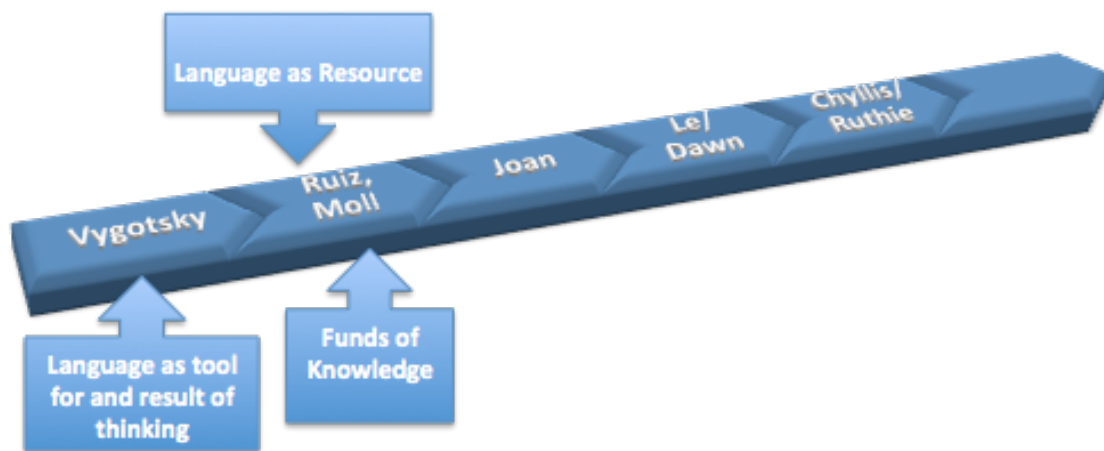 Language as Resource
Vygotsky
Ruiz,
Moll
Joan
Le/
Dawn
Chyllis/
Ruthie
Language as tool
for and result of
thinking
Funds of
Knowledge